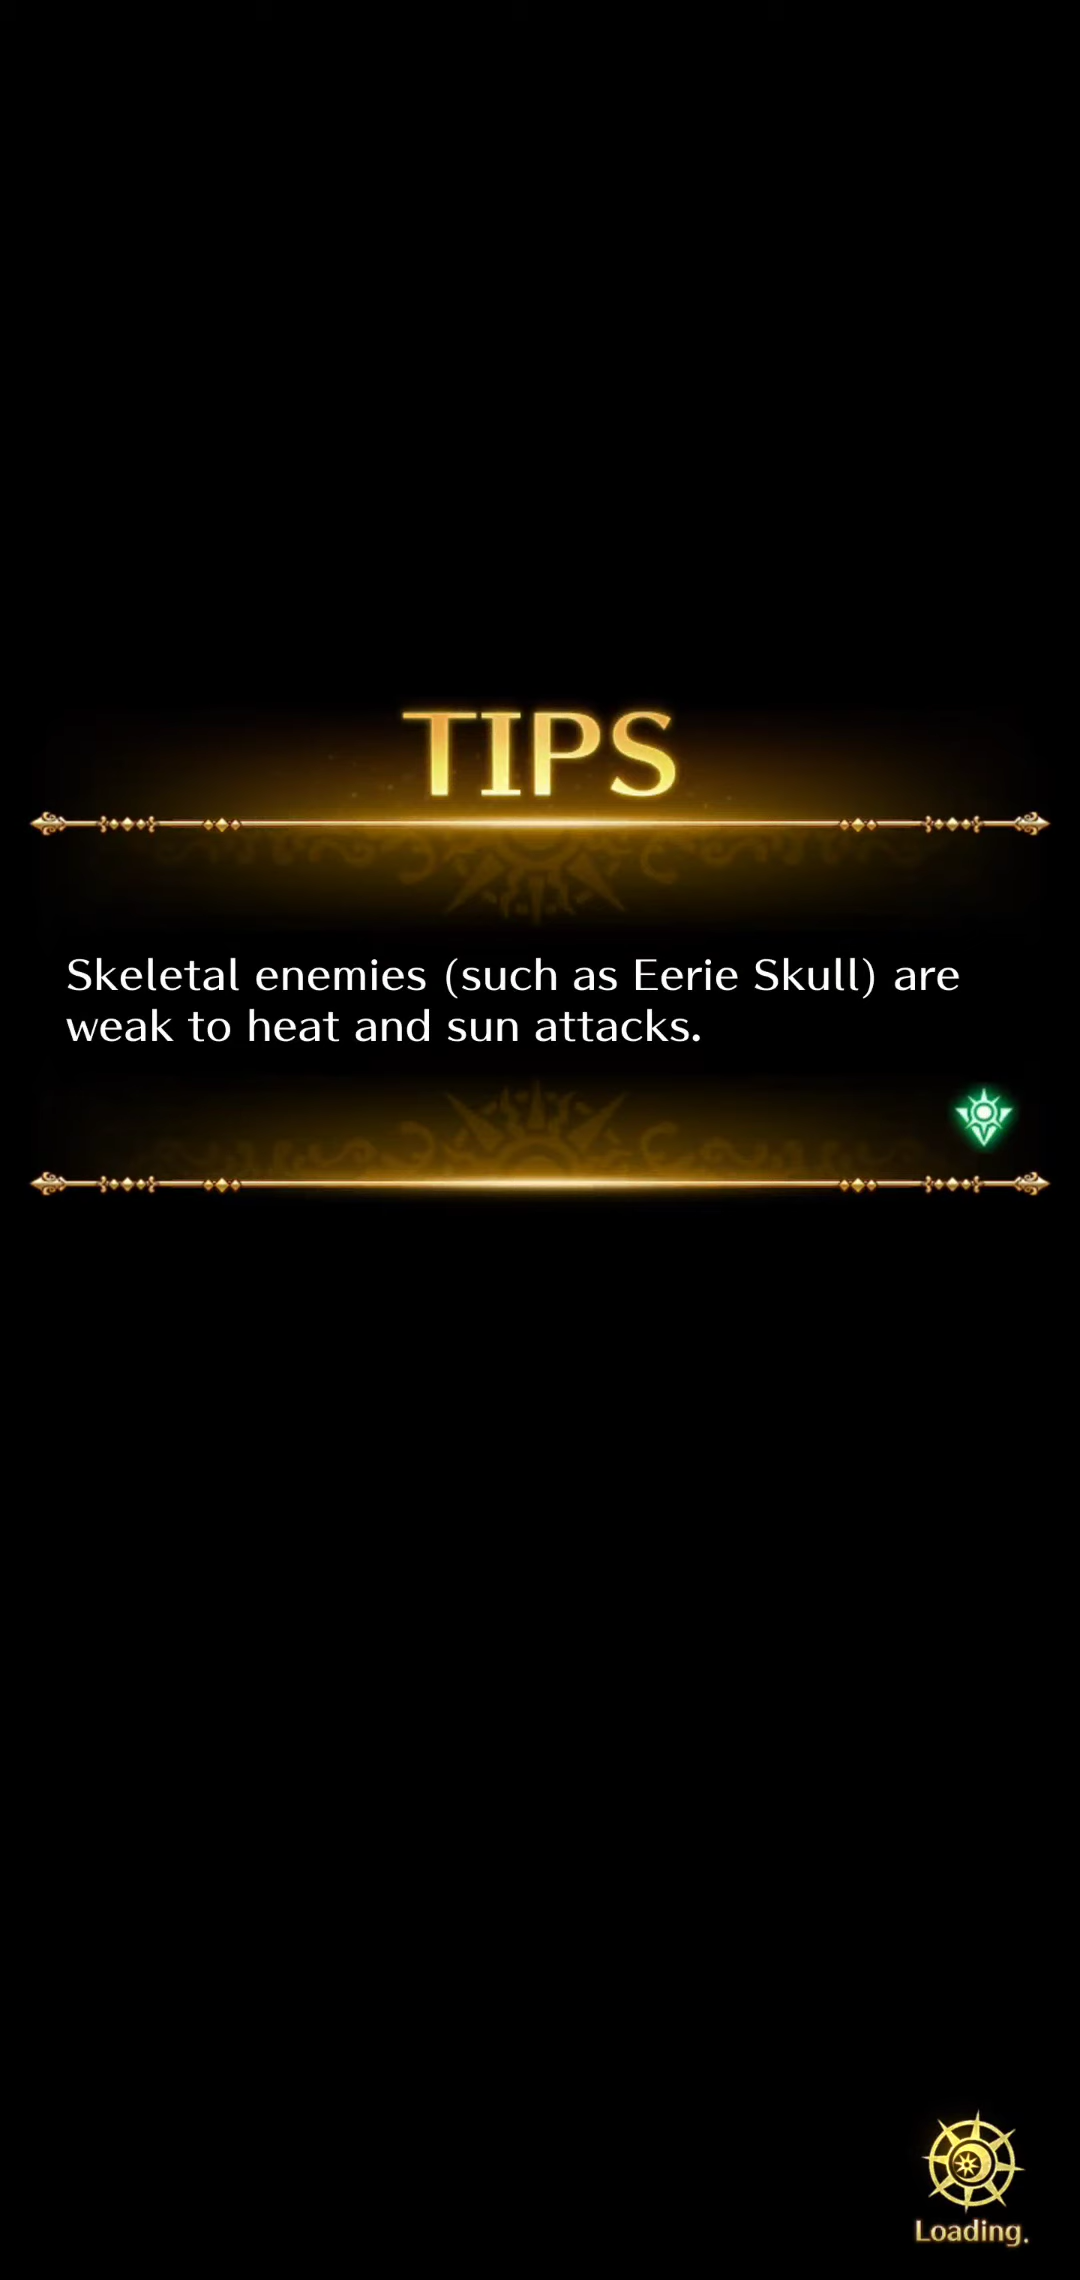 TIPS
Skeletal enemies (such as Eerie Skull) are
weak to heat and sun attacks.
Loading.